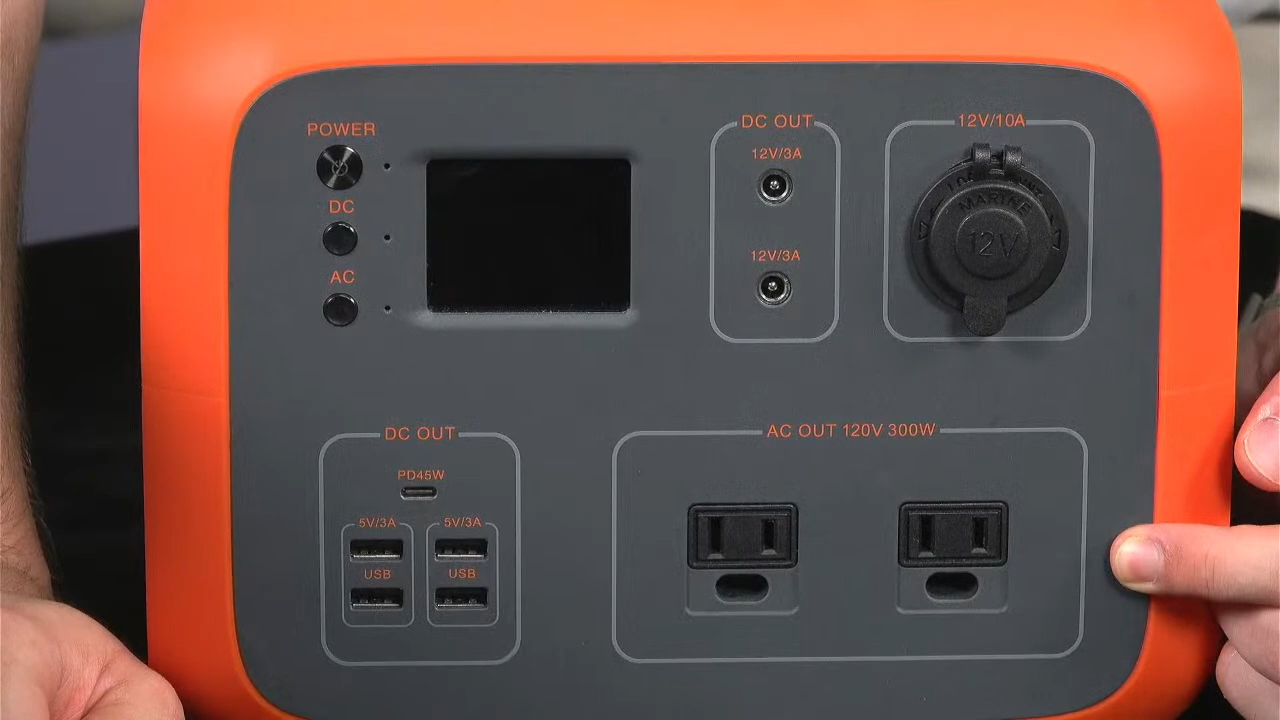 POWER
DC
AC
DC OUT
12V/3A
12V/3A
12V/10A
MARINE
12V
DC OUT
PD45W
5V/3A
5V/3A
USB
USB
AC OUT 120V 300W